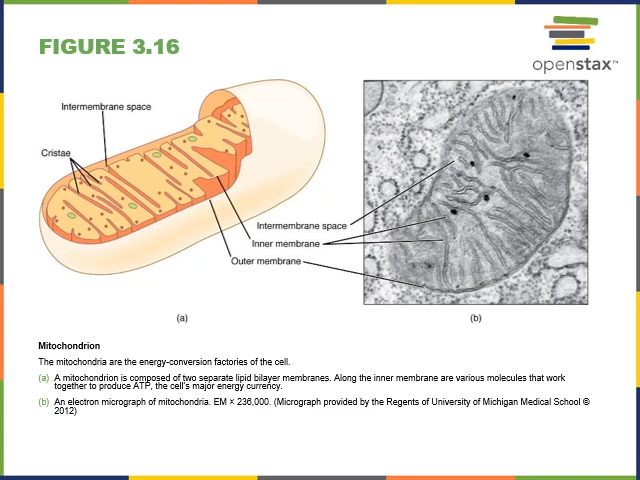 FIGURE 3.16
openstax™
Intermembrane space
Cristae
Intermembrane space
Inner membrane
Outer membrane
(a)
(b)
Mitochondrion
The mitochondria are the energy-conversion factories of the cell.
(a) A mitochondrion is composed of two separate lipid bilayer membranes. Along the inner membrane are various molecules that work
together to produce ATP, the cell’s major energy currency.
(b) An electron micrograph of mitochondria. EM × 236,000. (Micrograph provided by the Regents of University of Michigan Medical School ©
2012)